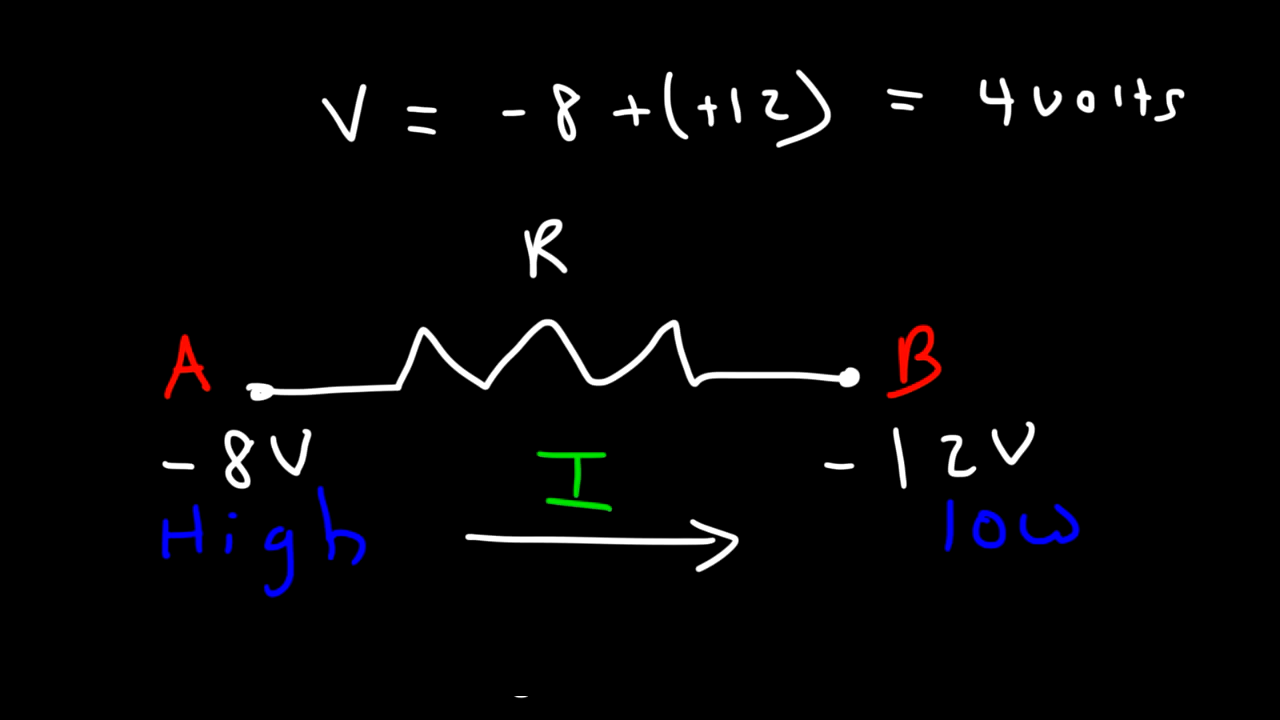 V = -8 + (+12) = 4 volts
R
A B
-8V -12V
I
High low